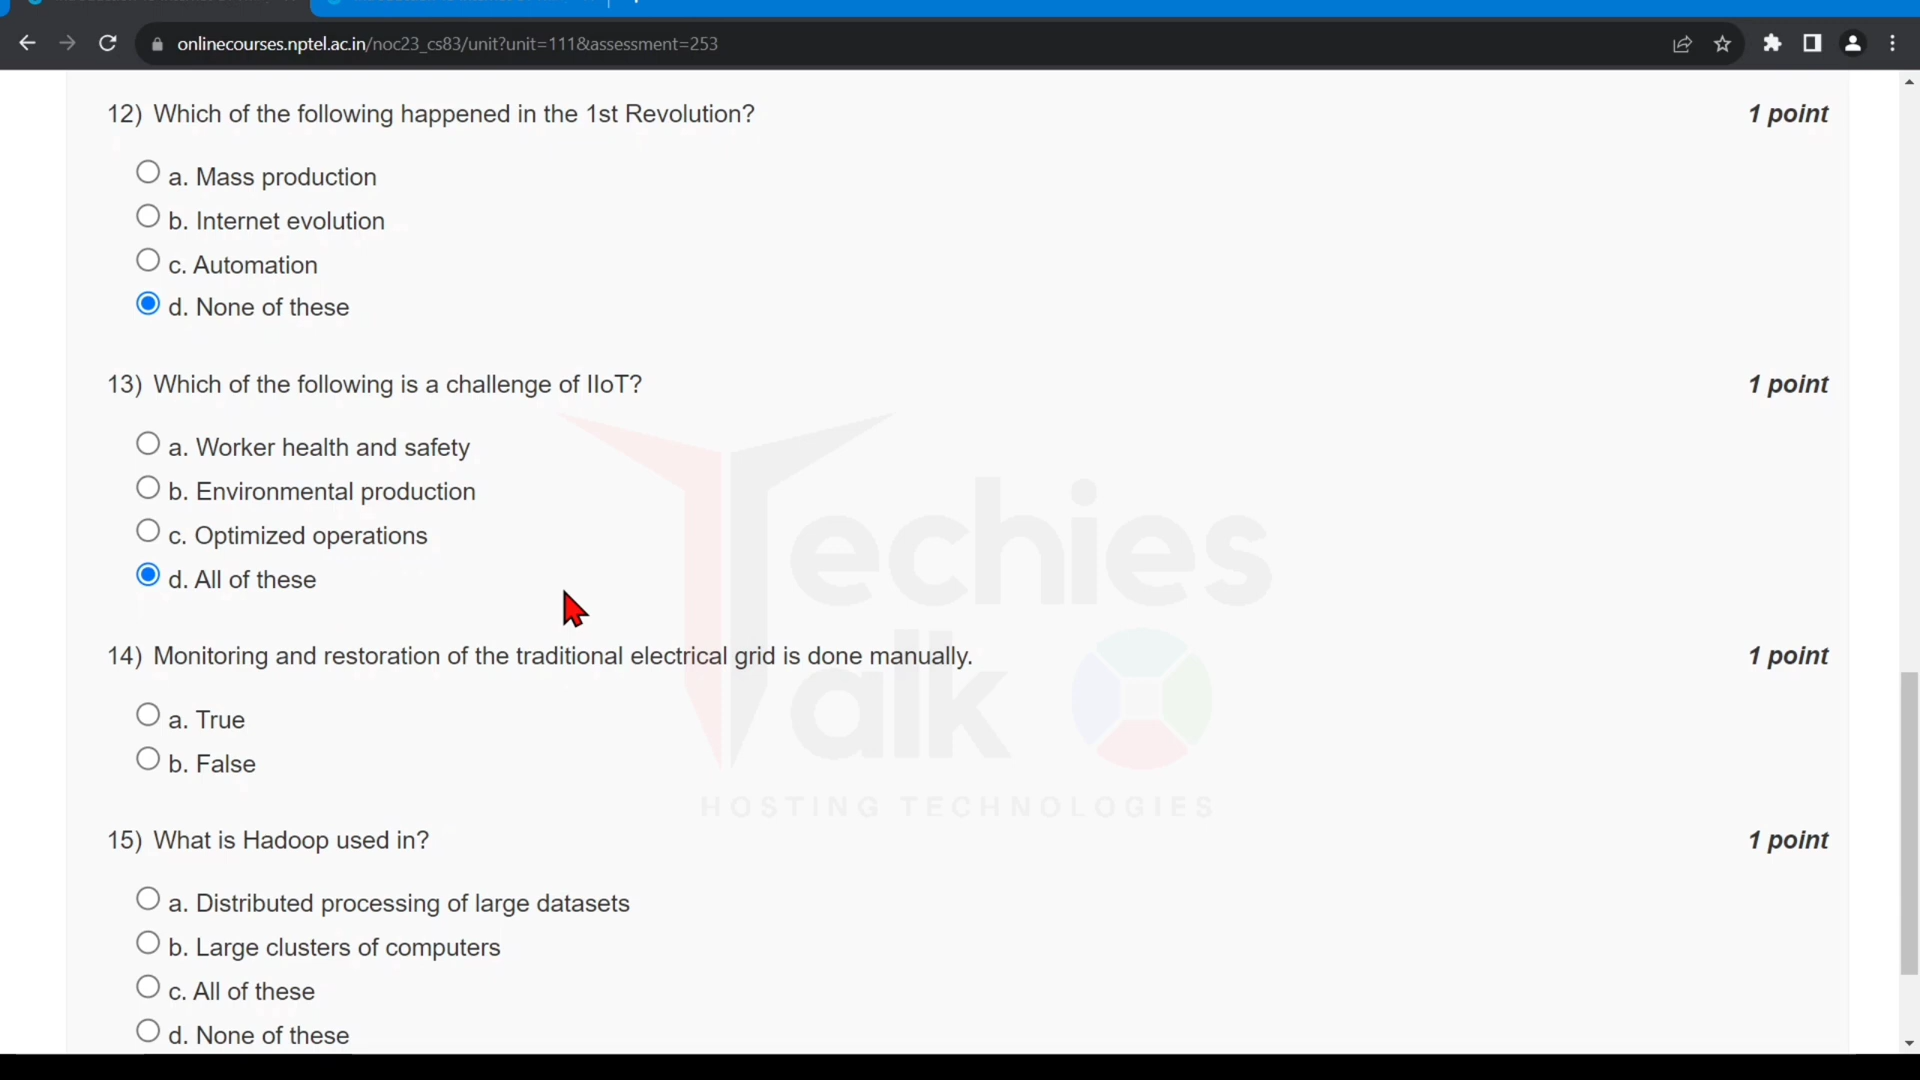 onlinecourses.nptel.ac.in/noc23_cs83/unit?unit=111&assessment=253
12) Which of the following happened in the 1st Revolution? 1 point
a. Mass production
b. Internet evolution
c. Automation
d. None of these
13) Which of the following is a challenge of IIoT? 1 point
a. Worker health and safety
b. Environmental production
c. Optimized operations
d. All of these
Techies
Talk
HOSTING TECHNOLOGIES
14) Monitoring and restoration of the traditional electrical grid is done manually. 1 point
a. True
b. False
15) What is Hadoop used in? 1 point
a. Distributed processing of large datasets
b. Large clusters of computers
c. All of these
d. None of these